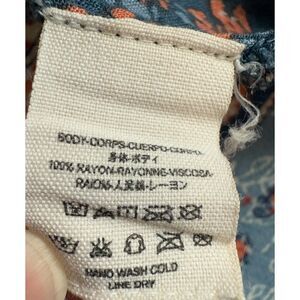 BODY-CORPS-CUERPO-CORPO
身体-ボディ
100% RAYON-RAYONNE-VISCOSA-
RAION-人造絲-レーヨン
HAND WASH COLD
LINE DRY